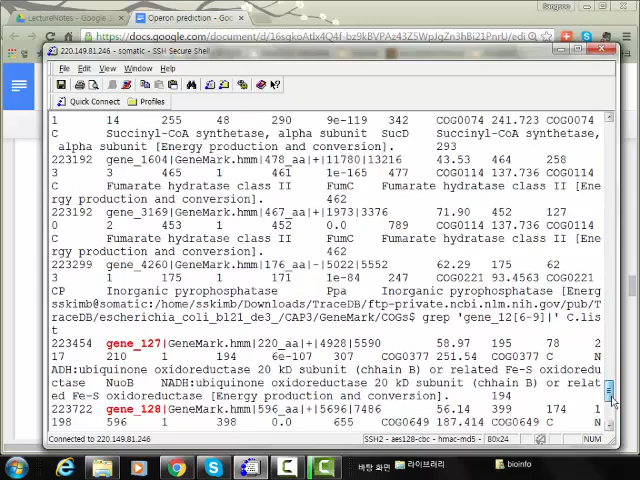 Sangsoo
LectureNotes - Google
Operon prediction - Goo
https://docs.google.com/document/d/
220.149.81.246 - somatic - SSH Secure Shell
File Edit View Window Help
Quick Connect Profiles
1 14 255 48 290 9e-119 342 COG0074 241.723 COG0074
C Succinyl-CoA synthetase, alpha subunit SucD Succinyl-CoA synthetase,
alpha subunit [Energy production and conversion]. 293
223192 gene_1604|GeneMark.hmm|478_aa|+|11780|13216 43.53 464 258
3 3 465 1 461 1e-165 477 COG0114 137.736 COG0114
C Fumarate hydratase class II FumC Fumarate hydratase class II [Ene
rgy production and conversion]. 462
223192 gene_3169|GeneMark.hmm|467_aa|+|1973|3376 71.90 452 127
0 2 453 1 452 0.0 789 COG0114 137.736 COG0114
C Fumarate hydratase class II FumC Fumarate hydratase class II [Ene
rgy production and conversion]. 462
223299 gene_4260|GeneMark.hmm|176_aa|-|5022|5552 62.29 175 62
3 1 175 1 171 1e-84 247 COG0221 93.4563 COG0221
CP Inorganic pyrophosphatase Ppa Inorganic pyrophosphatase [Energ
sskimb@somatic:/home/sskimb/Downloads/TraceDB/ftp-private.ncbi.nlm.nih.gov/pub/T
raceDB/escherichia_coli_bl21_de3_/CAP3/GeneMark/COGs$ grep 'gene_12[6-9]|' C.lis
t
223454 gene_127|GeneMark.hmm|220_aa|+|4928|5590 58.97 195 78 2
17 210 1 194 6e-107 307 COG0377 251.54 COG0377 C N
ADH:ubiquinone oxidoreductase 20 kD subunit (chhain B) or related Fe-S oxidoredu
ctase NuoB NADH:ubiquinone oxidoreductase 20 kD subunit (chhain B) or relat
ed Fe-S oxidoreductase [Energy production and conversion]. 194
223722 gene_128|GeneMark.hmm|596_aa|+|5696|7486 56.14 399 174 1
198 596 1 398 0.0 655 COG0649 187.414 COG0649 C N
Connected to 220.149.81.246 SSH2 - aes128-cbc - hmac-md5 - 80x24 NUM
바탕 화면 라이브러리 bioinfo